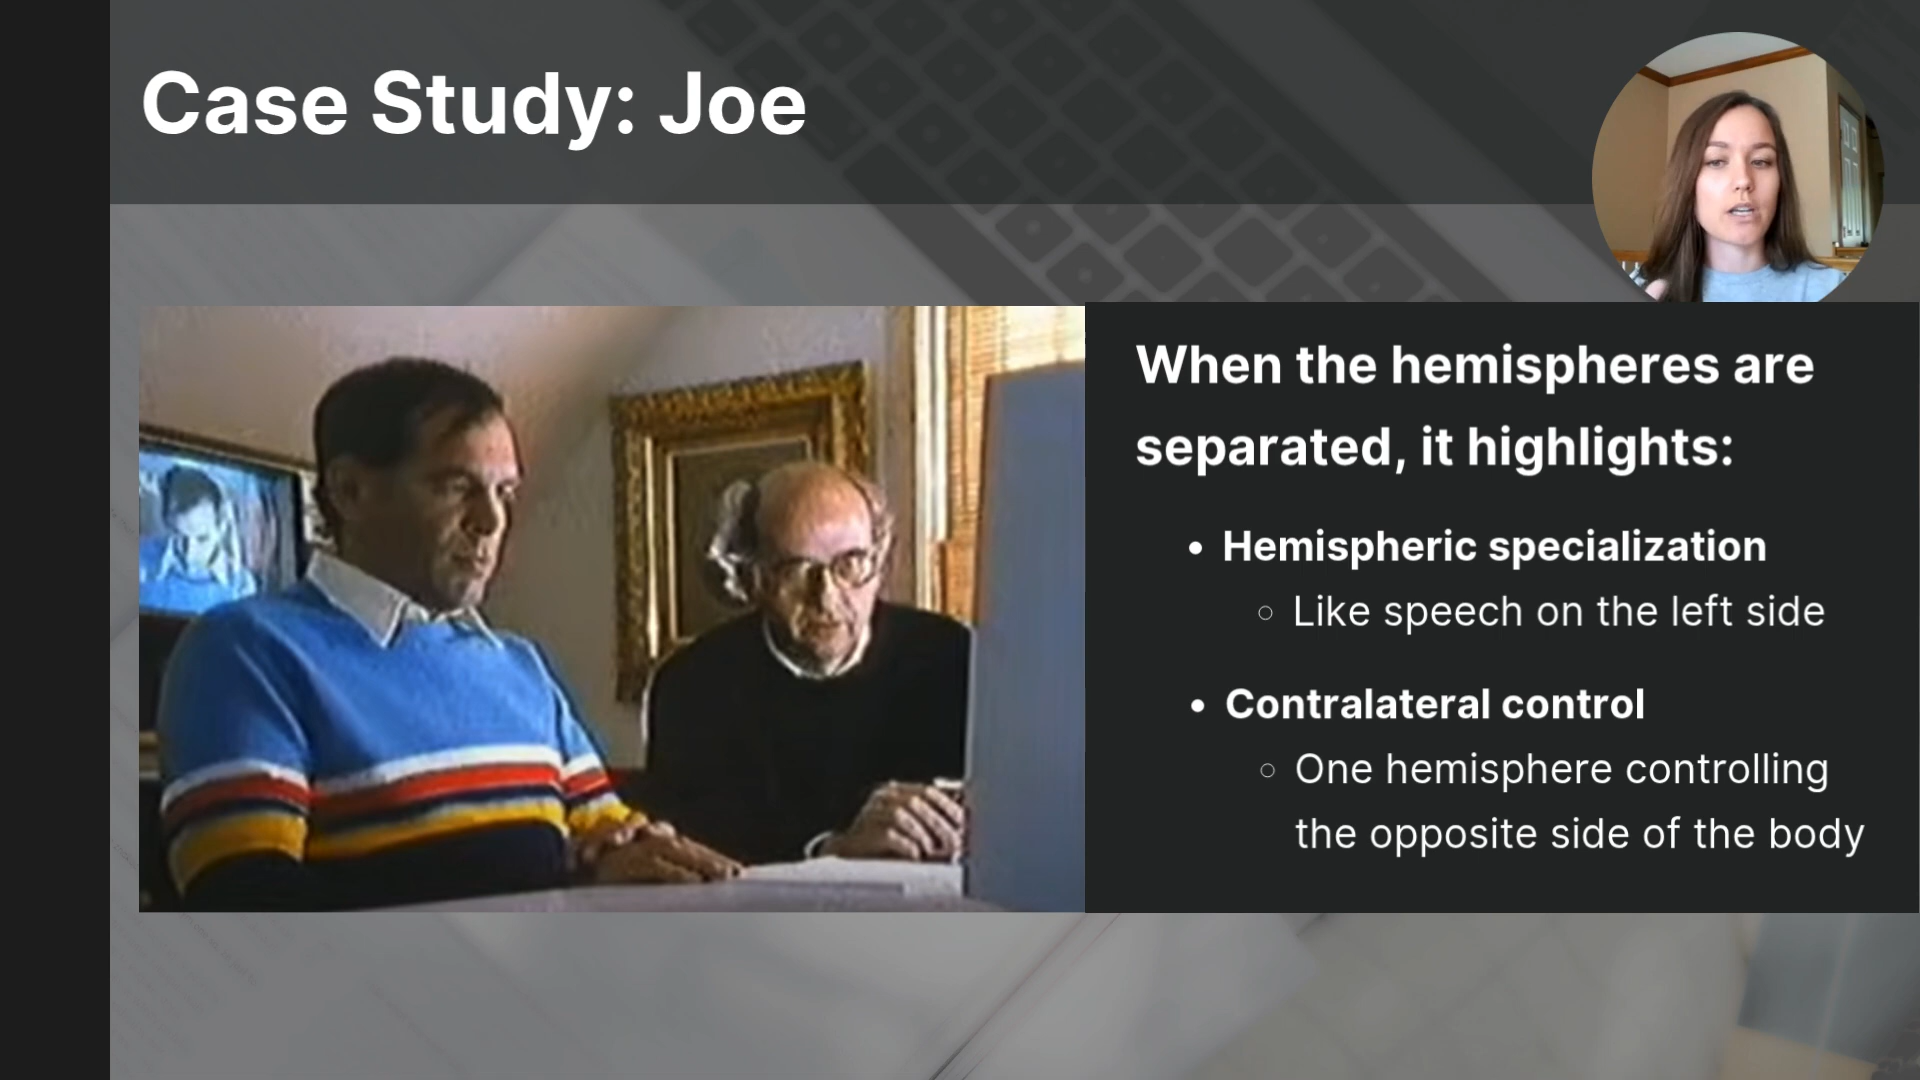 Case Study: Joe
When the hemispheres are
separated, it highlights:
• Hemispheric specialization
○ Like speech on the left side
• Contralateral control
○ One hemisphere controlling
the opposite side of the body